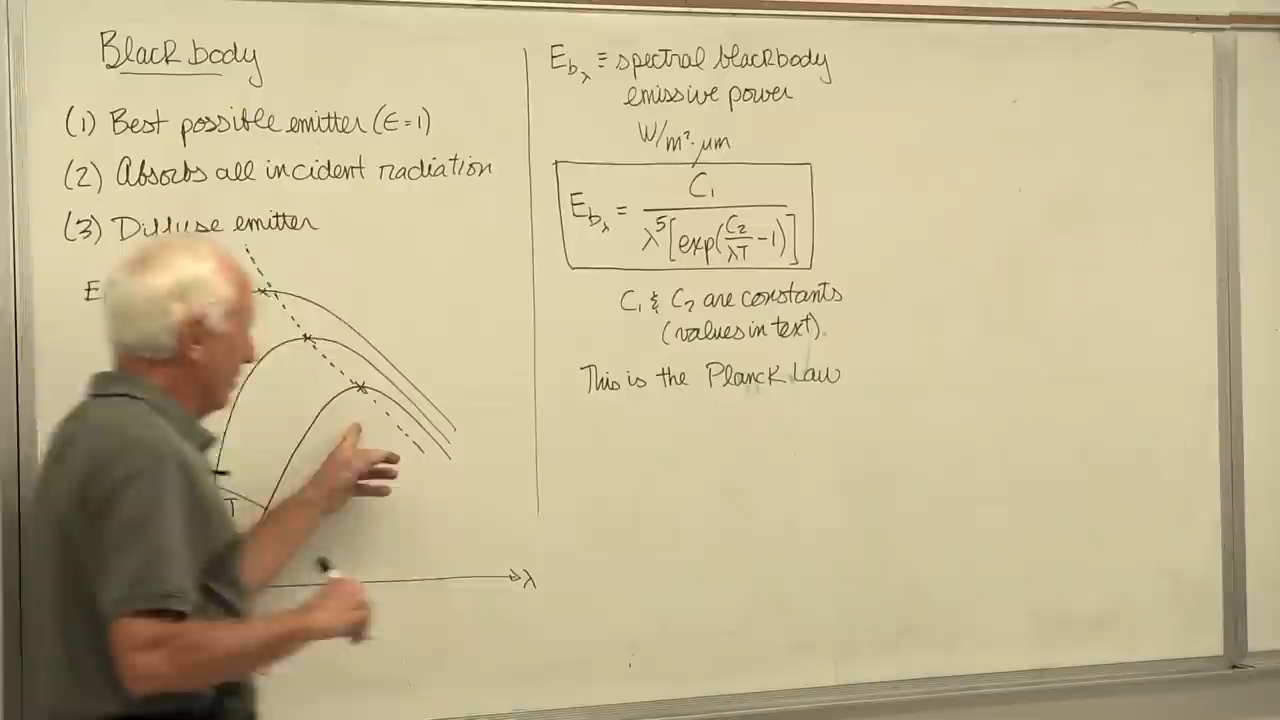 Blackbody
(1) Best possible emitter (ϵ=1)
(2) Absorbs all incident radiation
(3) Diffuse emitter
E
T
λ
E_bλ ≡ spectral blackbody
emissive power
W/m²·μm
E_bλ = C₁ / λ⁵[exp(C₂/λT -1)]
C₁ & C₂ are constants
(values in text).
This is the Planck Law